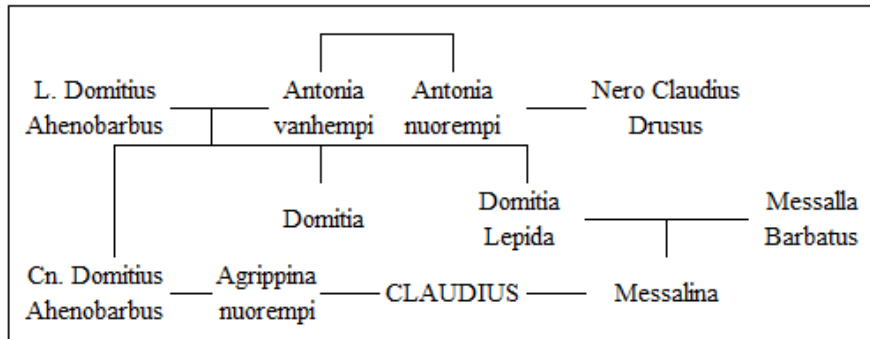 L. Domitius
Ahenobarbus
Antonia
vanhempi
Antonia
nuorempi
Nero Claudius
Drusus
Domitia
Domitia
Lepida
Messalla
Barbatus
Cn. Domitius
Ahenobarbus
Agrippina
nuorempi
CLAUDIUS
Messalina